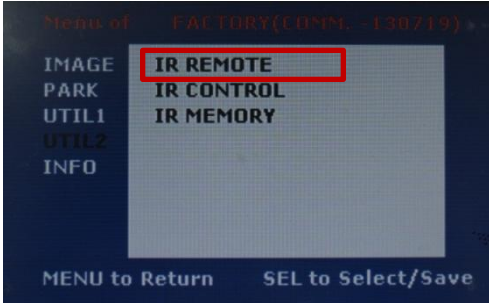 Menu of FACTORY(COMM. -130719)
IMAGE
PARK
UTIL1
UTIL2
INFO
IR REMOTE
IR CONTROL
IR MEMORY
MENU to Return SEL to Select/Save